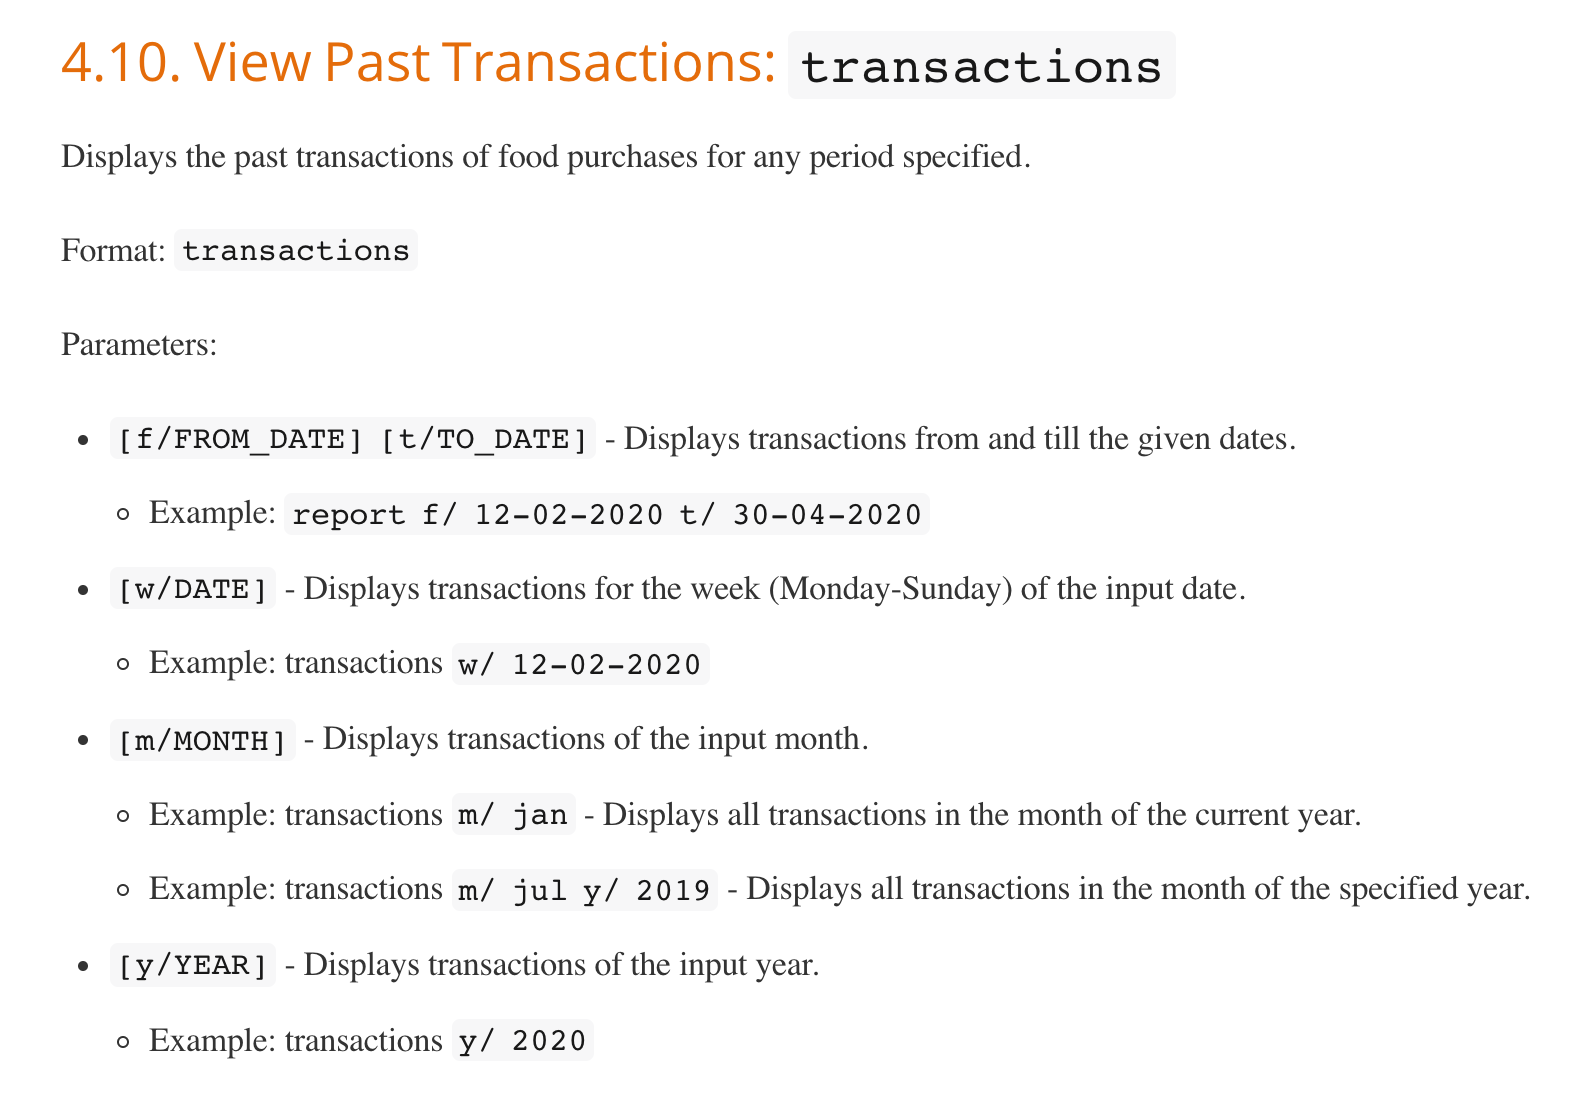 4.10. View Past Transactions: transactions
Displays the past transactions of food purchases for any period specified.
Format: transactions
Parameters:
[f/FROM_DATE] [t/TO_DATE] - Displays transactions from and till the given dates.
Example: report f/ 12-02-2020 t/ 30-04-2020
[w/DATE] - Displays transactions for the week (Monday-Sunday) of the input date.
Example: transactions w/ 12-02-2020
[m/MONTH] - Displays transactions of the input month.
Example: transactions m/ jan - Displays all transactions in the month of the current year.
Example: transactions m/ jul y/ 2019 - Displays all transactions in the month of the specified year.
[y/YEAR] - Displays transactions of the input year.
Example: transactions y/ 2020